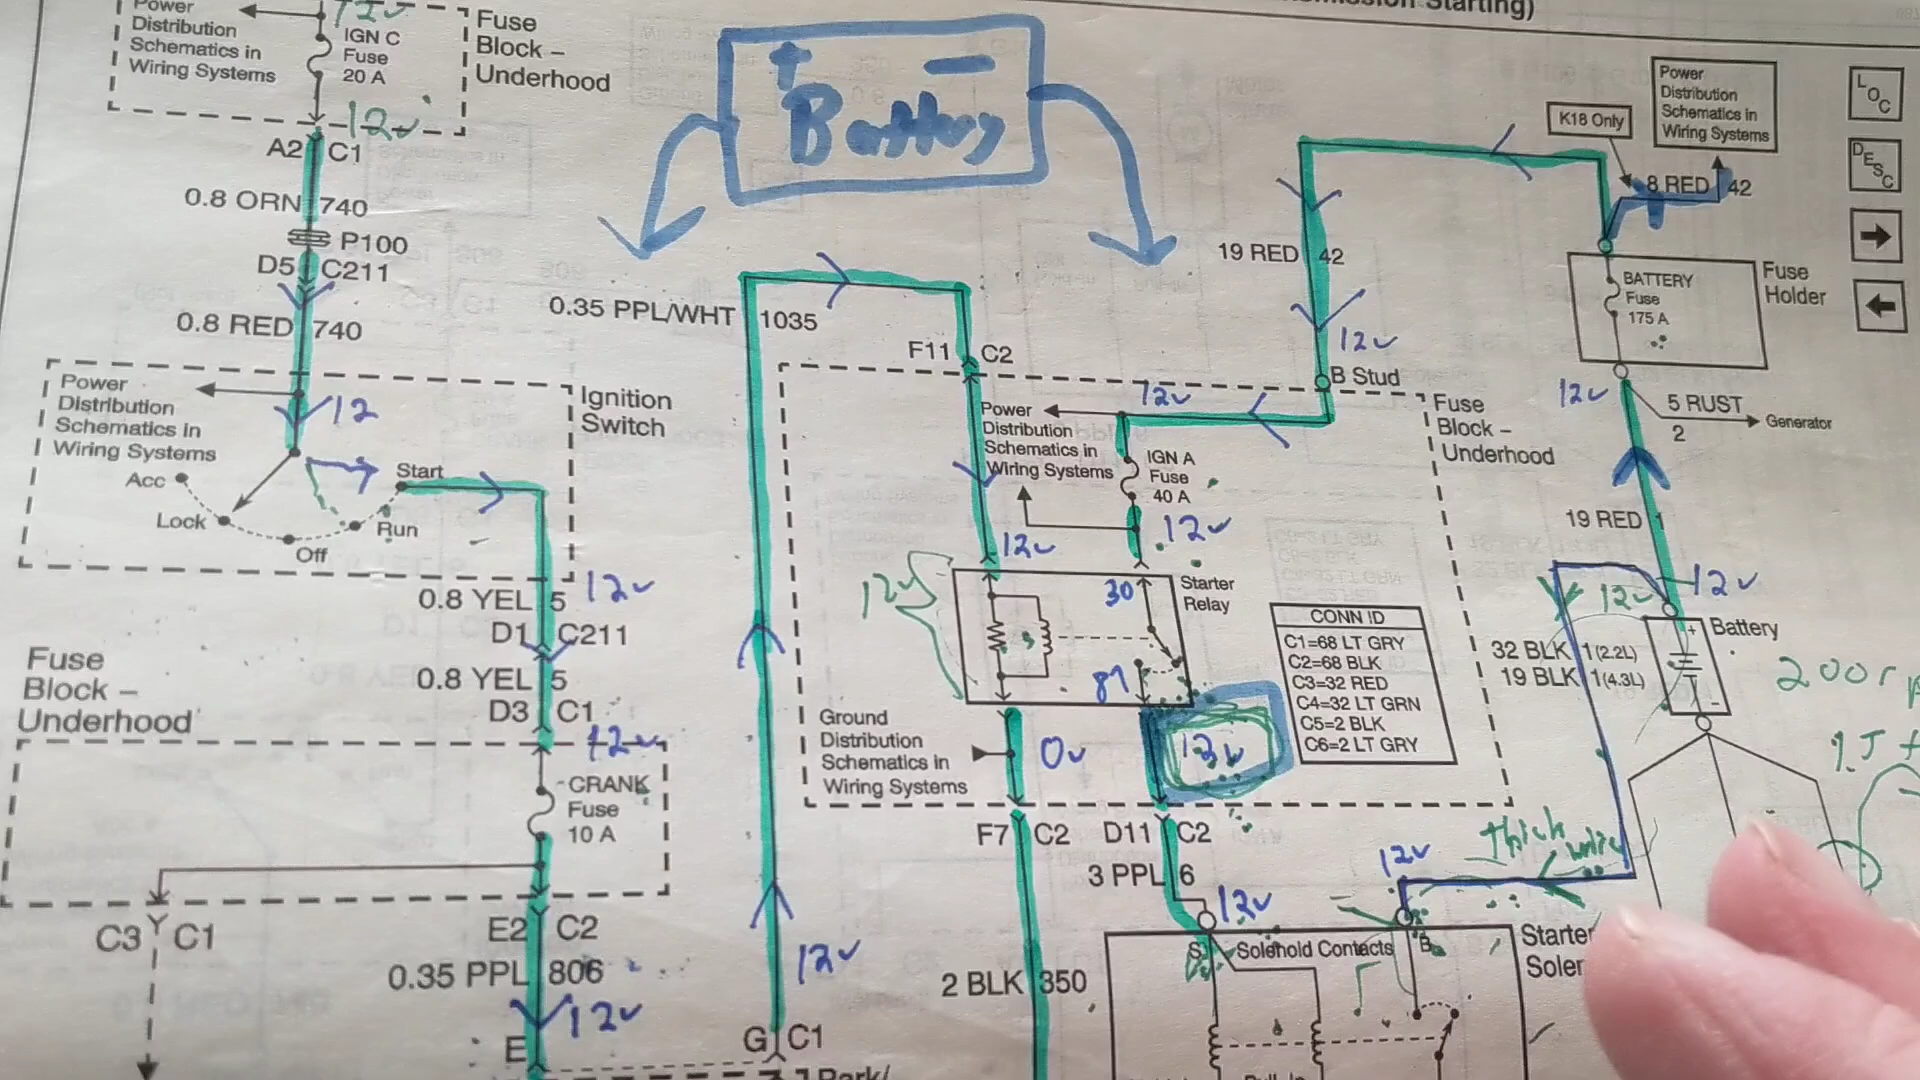 Power
Distribution
Schematics in
Wiring Systems
12v
IGN C
Fuse
20 A
Fuse
Block –
Underhood
12v
A2 C1
0.8 ORN 740
P100
D5 C211
0.8 RED 740
Power
Distribution
Schematics in
Wiring Systems
12
Ignition
Switch
Acc
Lock
Off
Run
Start
0.8 YEL 5
12v
D1 C211
0.8 YEL 5
D3 C1
12v
Fuse
Block –
Underhood
CRANK
Fuse
10 A
C3 C1
E2 C2
0.35 PPL 806
12v
E
+ –
Battery
0.35 PPL/WHT 1035
F11 C2
12v
G C1
Park/
Starting)
K18 Only
Power
Distribution
Schematics in
Wiring Systems
LOC
DESC
8 RED 42
19 RED 42
BATTERY
Fuse
175 A
Fuse
Holder
12v
B Stud
12v
5 RUST
2
Generator
Power
Distribution
Schematics in
Wiring Systems
12v
IGN A
Fuse
40 A
Fuse
Block –
Underhood
12v
12v
12v
30
87
Starter
Relay
19 RED 1
12v
12v
Battery
+
-
32 BLK 1(2.2L)
19 BLK 1(4.3L)
CONN ID
C1=68 LT GRY
C2=68 BLK
C3=32 RED
C4=32 LT GRN
C5=2 BLK
C6=2 LT GRY
Ground
Distribution
Schematics in
Wiring Systems
0v
F7 C2
D11 C2
3 PPL 6
12v
12v
thick wire
2 BLK 350
S
Solenoid Contacts
B
Starter